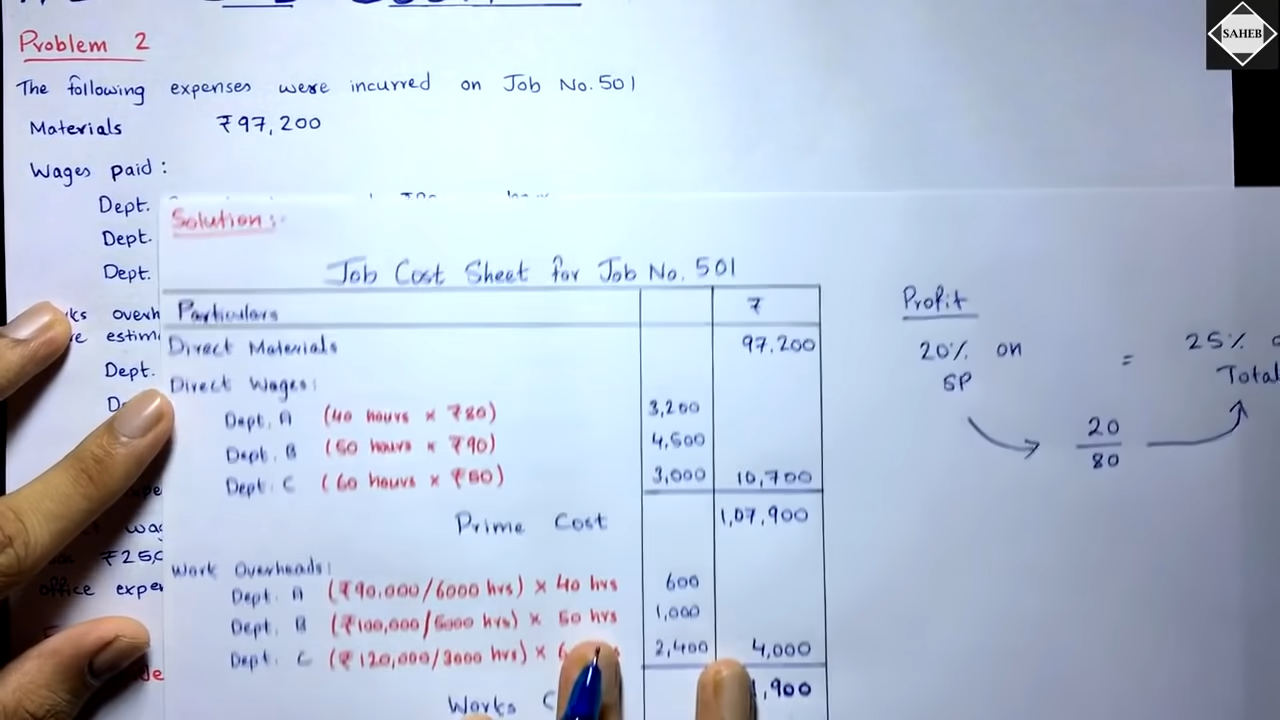 SAHEB
Problem 2
The following expenses were incurred on Job No. 501
Materials ₹97,200
Wages paid:
Dept.
Dept.
Dept.
overh
estim
Dept.
wag
office exper
Solution:-
Job Cost Sheet for Job No. 501
Particulars ₹
Direct Materials 97,200
Direct Wages:
Dept. A (40 hours × ₹80) 3,200
Dept. B (50 hours × ₹90) 4,500
Dept. C (60 hours × ₹50) 3,000 10,700
Prime Cost 1,07,900
Work Overheads:
Dept. A (₹90,000/6000 hrs) × 40 hrs 600
Dept. B (₹100,000/5000 hrs) × 50 hrs 1,000
Dept. C (₹120,000/3000 hrs) × 2,400 4,000
Works ,900
Profit
20% on = 25%
SP Total
20
80